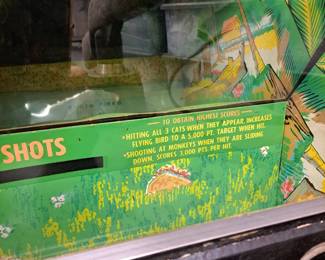 TO OBTAIN HIGHEST SCORES
• HITTING ALL 3 CATS WHEN THEY APPEAR, INCREASES
FLYING BIRD TO A 5,000 PT. TARGET WHEN HIT.
• SHOOTING AT MONKEYS WHEN THEY ARE SLIDING
DOWN, SCORES 3,000 PTS PER HIT.
SHOTS